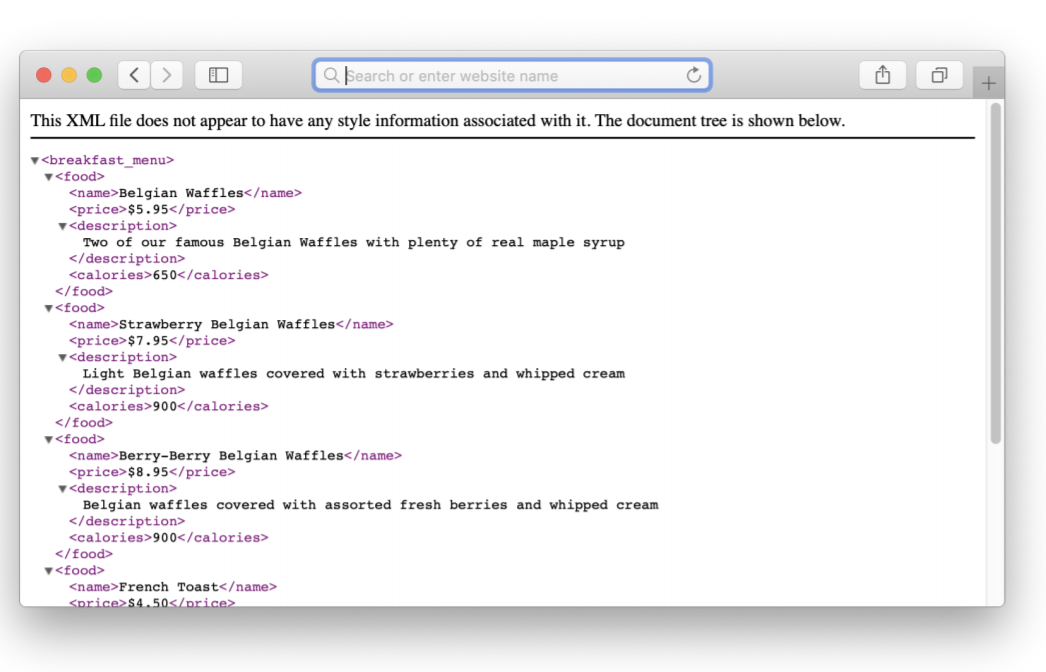 Search or enter website name
This XML file does not appear to have any style information associated with it. The document tree is shown below.
<breakfast_menu>
<food>
<name>Belgian Waffles</name>
<price>$5.95</price>
<description>
Two of our famous Belgian Waffles with plenty of real maple syrup
</description>
<calories>650</calories>
</food>
<food>
<name>Strawberry Belgian Waffles</name>
<price>$7.95</price>
<description>
Light Belgian waffles covered with strawberries and whipped cream
</description>
<calories>900</calories>
</food>
<food>
<name>Berry-Berry Belgian Waffles</name>
<price>$8.95</price>
<description>
Belgian waffles covered with assorted fresh berries and whipped cream
</description>
<calories>900</calories>
</food>
<food>
<name>French Toast</name>
<price>$4.50</price>